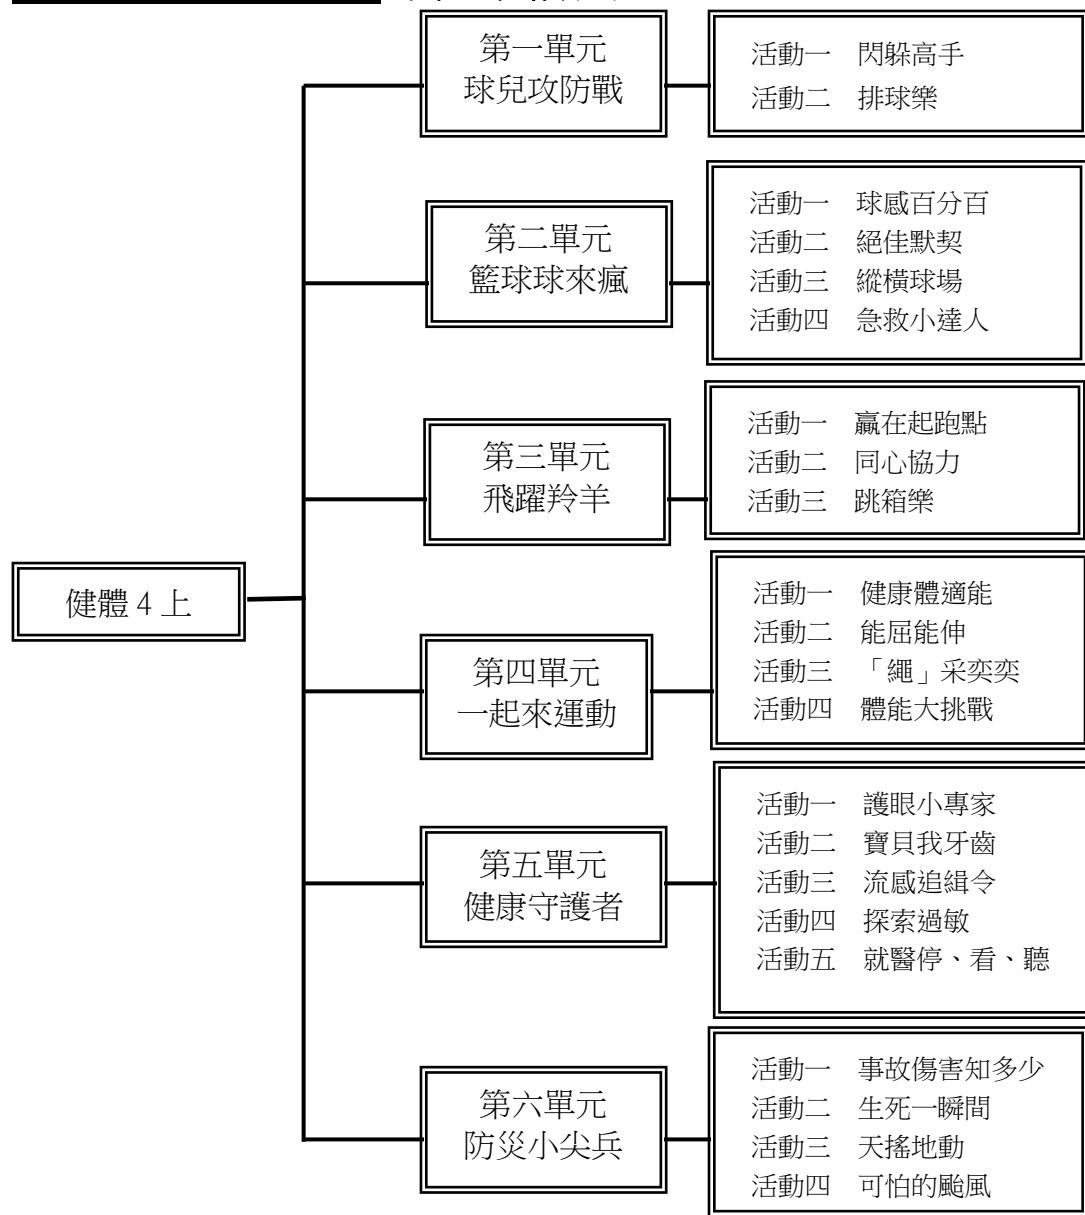 第一單元
球兒攻防戰
活動一　閃躲高手
活動二　排球樂
第二單元
籃球球來瘋
活動一　球感百分百
活動二　絕佳默契
活動三　縱橫球場
活動四　急救小達人
第三單元
飛躍羚羊
活動一　贏在起跑點
活動二　同心協力
活動三　跳箱樂
健體 4 上
第四單元
一起來運動
活動一　健康體適能
活動二　能屈能伸
活動三　「繩」采奕奕
活動四　體能大挑戰
第五單元
健康守護者
活動一　護眼小專家
活動二　寶貝我牙齒
活動三　流感追緝令
活動四　探索過敏
活動五　就醫停、看、聽
第六單元
防災小尖兵
活動一　事故傷害知多少
活動二　生死一瞬間
活動三　天搖地動
活動四　可怕的颱風